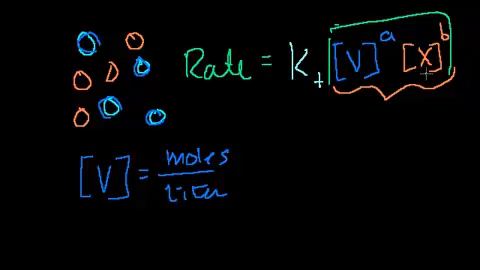 Rate = K+ [V]^a [X]^b
[V] = moles
liter